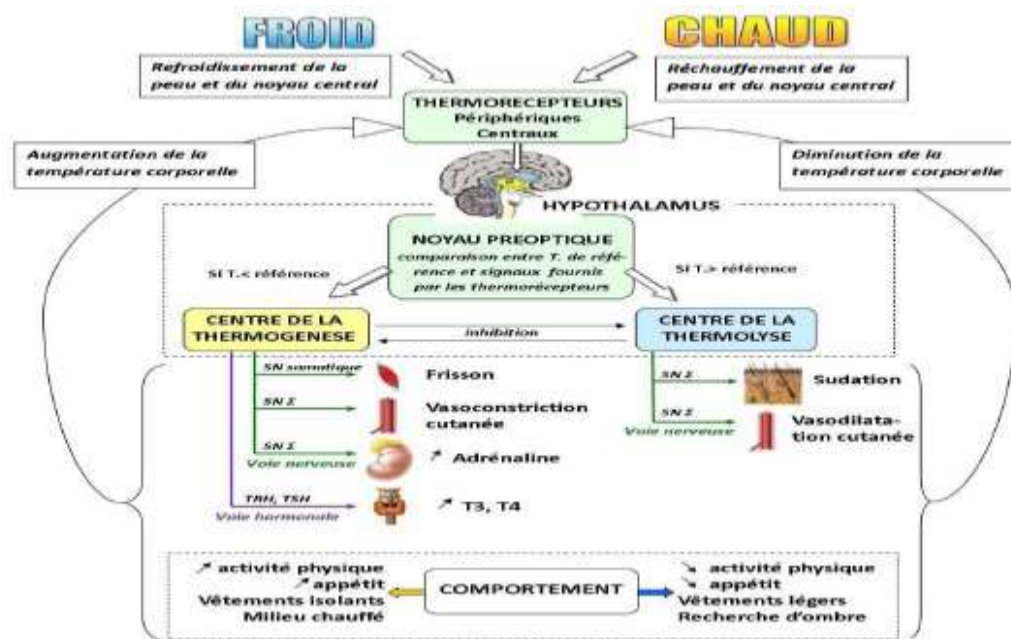 FROID
CHAUD
Refroidissement de la
peau et du noyau central
Réchauffement de la
peau et du noyau central
THERMORECEPTEURS
Périphériques
Centraux
Augmentation de la
température corporelle
Diminution de la
température corporelle
HYPOTHALAMUS
NOYAU PREOPTIQUE
comparaison entre T. de réfé-
rence et signaux fournis
par les thermorécepteurs
SI T.< référence
SI T.> référence
CENTRE DE LA
THERMOGENESE
inhibition
CENTRE DE LA
THERMOLYSE
SN somatique
Frisson
SN Σ
Vasoconstriction
cutanée
SN Σ
Voie nerveuse
↗ Adrénaline
TRH, TSH
Voie hormonale
↗ T3, T4
SN Σ
Sudation
SN Σ
Voie nerveuse
Vasodilata-
tion cutanée
↗ activité physique
↗ appétit
Vêtements isolants
Milieu chauffé
COMPORTEMENT
↘ activité physique
↘ appétit
Vêtements légers
Recherche d'ombre